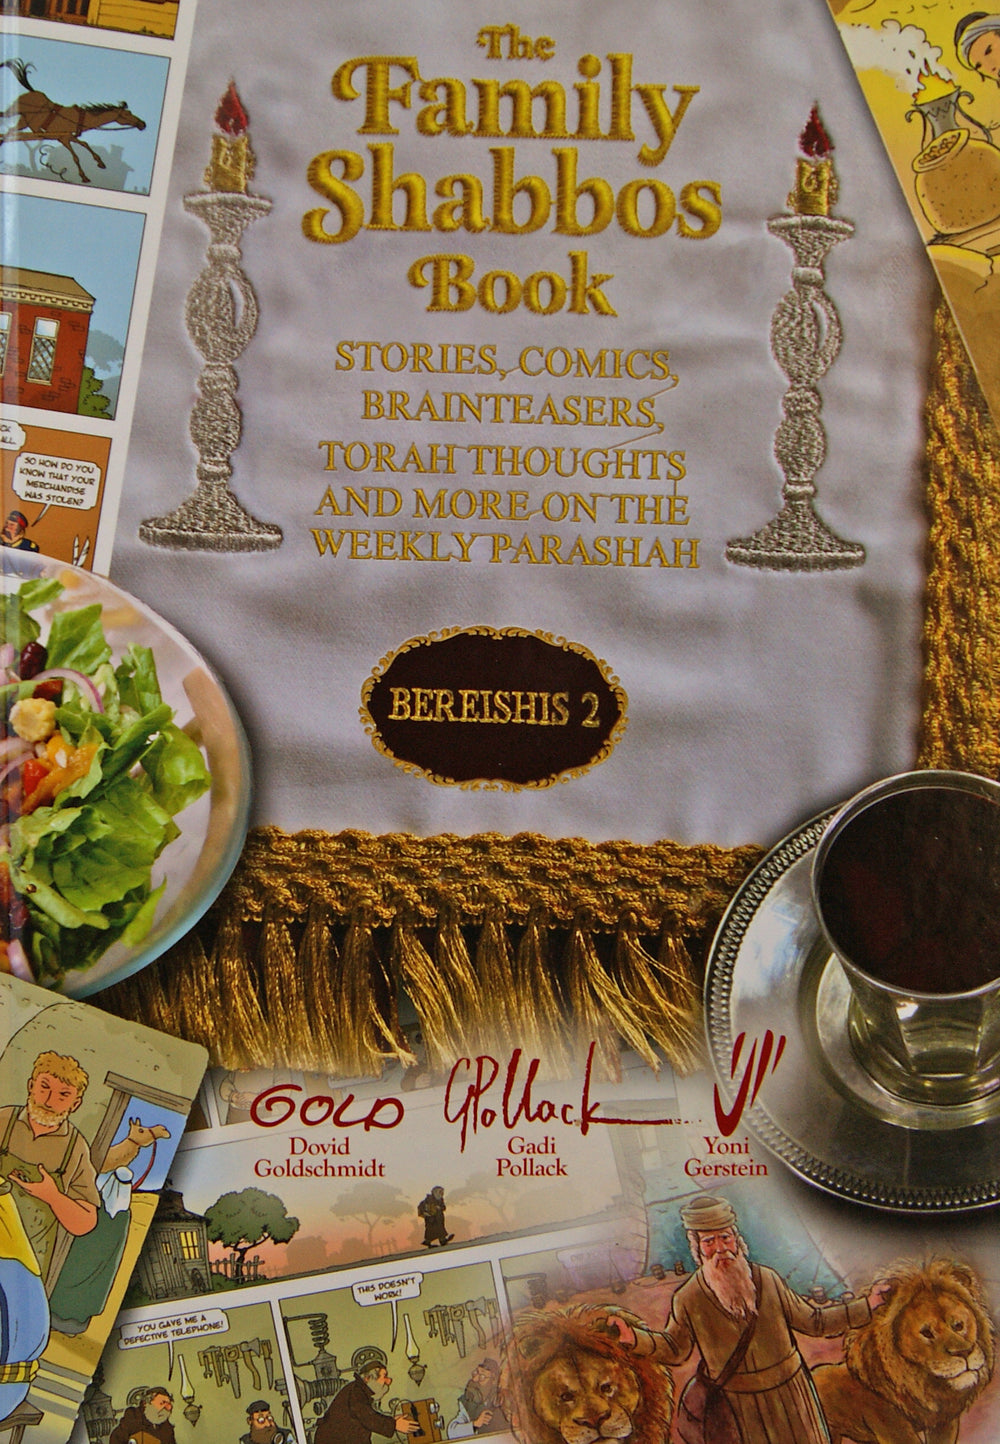 The
Family
Shabbos
Book
STORIES, COMICS,
BRAINTEASERS,
TORAH THOUGHTS
AND MORE ON THE
WEEKLY PARASHAH
SO HOW DO YOU
KNOW THAT YOUR
MERCHANDISE
WAS STOLEN?
BEREISHIS 2
GOLD
Dovid
Goldschmidt
GPollack
Gadi
Pollack
Yoni
Gerstein
THIS DOESN'T
WORK!
YOU GAVE ME A
DEFECTIVE TELEPHONE!